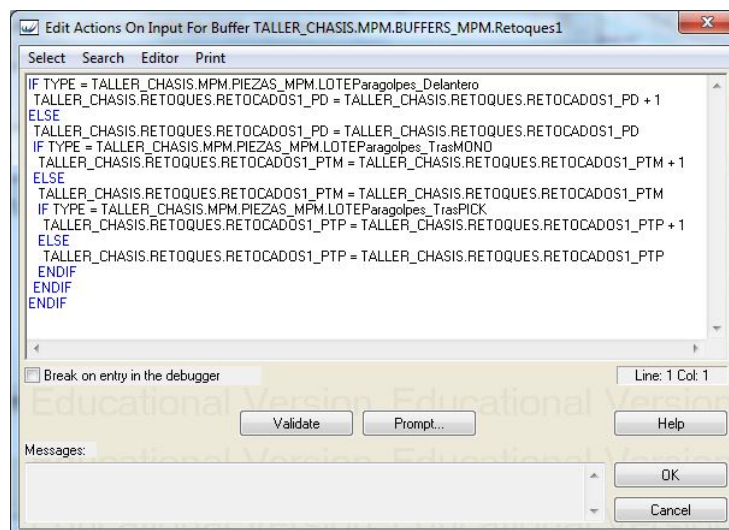 Edit Actions On Input For Buffer TALLER_CHASIS.MPM.BUFFERS_MPM.Retoques1
Select Search Editor Print
IF TYPE = TALLER_CHASIS.MPM.PIEZAS_MPM.LOTEParagolpes_Delantero
TALLER_CHASIS.RETOQUES.RETOCADOS1_PD = TALLER_CHASIS.RETOQUES.RETOCADOS1_PD + 1
ELSE
TALLER_CHASIS.RETOQUES.RETOCADOS1_PD = TALLER_CHASIS.RETOQUES.RETOCADOS1_PD
IF TYPE = TALLER_CHASIS.MPM.PIEZAS_MPM.LOTEParagolpes_TrasMONO
TALLER_CHASIS.RETOQUES.RETOCADOS1_PTM = TALLER_CHASIS.RETOQUES.RETOCADOS1_PTM + 1
ELSE
TALLER_CHASIS.RETOQUES.RETOCADOS1_PTM = TALLER_CHASIS.RETOQUES.RETOCADOS1_PTM
IF TYPE = TALLER_CHASIS.MPM.PIEZAS_MPM.LOTEParagolpes_TrasPICK
TALLER_CHASIS.RETOQUES.RETOCADOS1_PTP = TALLER_CHASIS.RETOQUES.RETOCADOS1_PTP + 1
ELSE
TALLER_CHASIS.RETOQUES.RETOCADOS1_PTP = TALLER_CHASIS.RETOQUES.RETOCADOS1_PTP
ENDIF
ENDIF
ENDIF
Break on entry in the debugger
Line: 1 Col: 1
Educational Version Educational Version
Validate Prompt... Help
Messages:
OK
Cancel